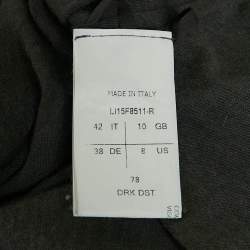 MADE IN ITALY
LI15F8511-R
42 IT 10 GB
38 DE 8 US
78
DRK DST